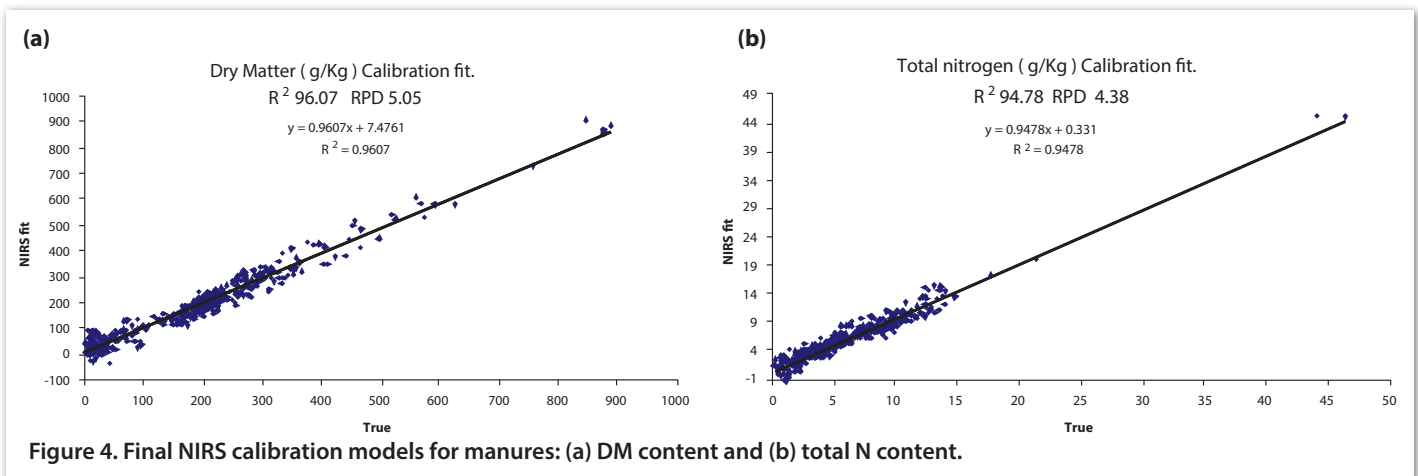 (a)
Dry Matter ( g/Kg ) Calibration fit.
R 2 96.07 RPD 5.05
y = 0.9607x + 7.4761
R 2 = 0.9607
1000
900
800
700
600
500
400
300
200
100
0
-100
NIRS fit
0 100 200 300 400 500 600 700 800 900 1000
True
(b)
Total nitrogen ( g/Kg ) Calibration fit.
R 2 94.78 RPD 4.38
y = 0.9478x + 0.331
R 2 = 0.9478
49
44
39
34
29
24
19
14
9
4
-1
NIRS fit
0 5 10 15 20 25 30 35 40 45 50
True
Figure 4. Final NIRS calibration models for manures: (a) DM content and (b) total N content.